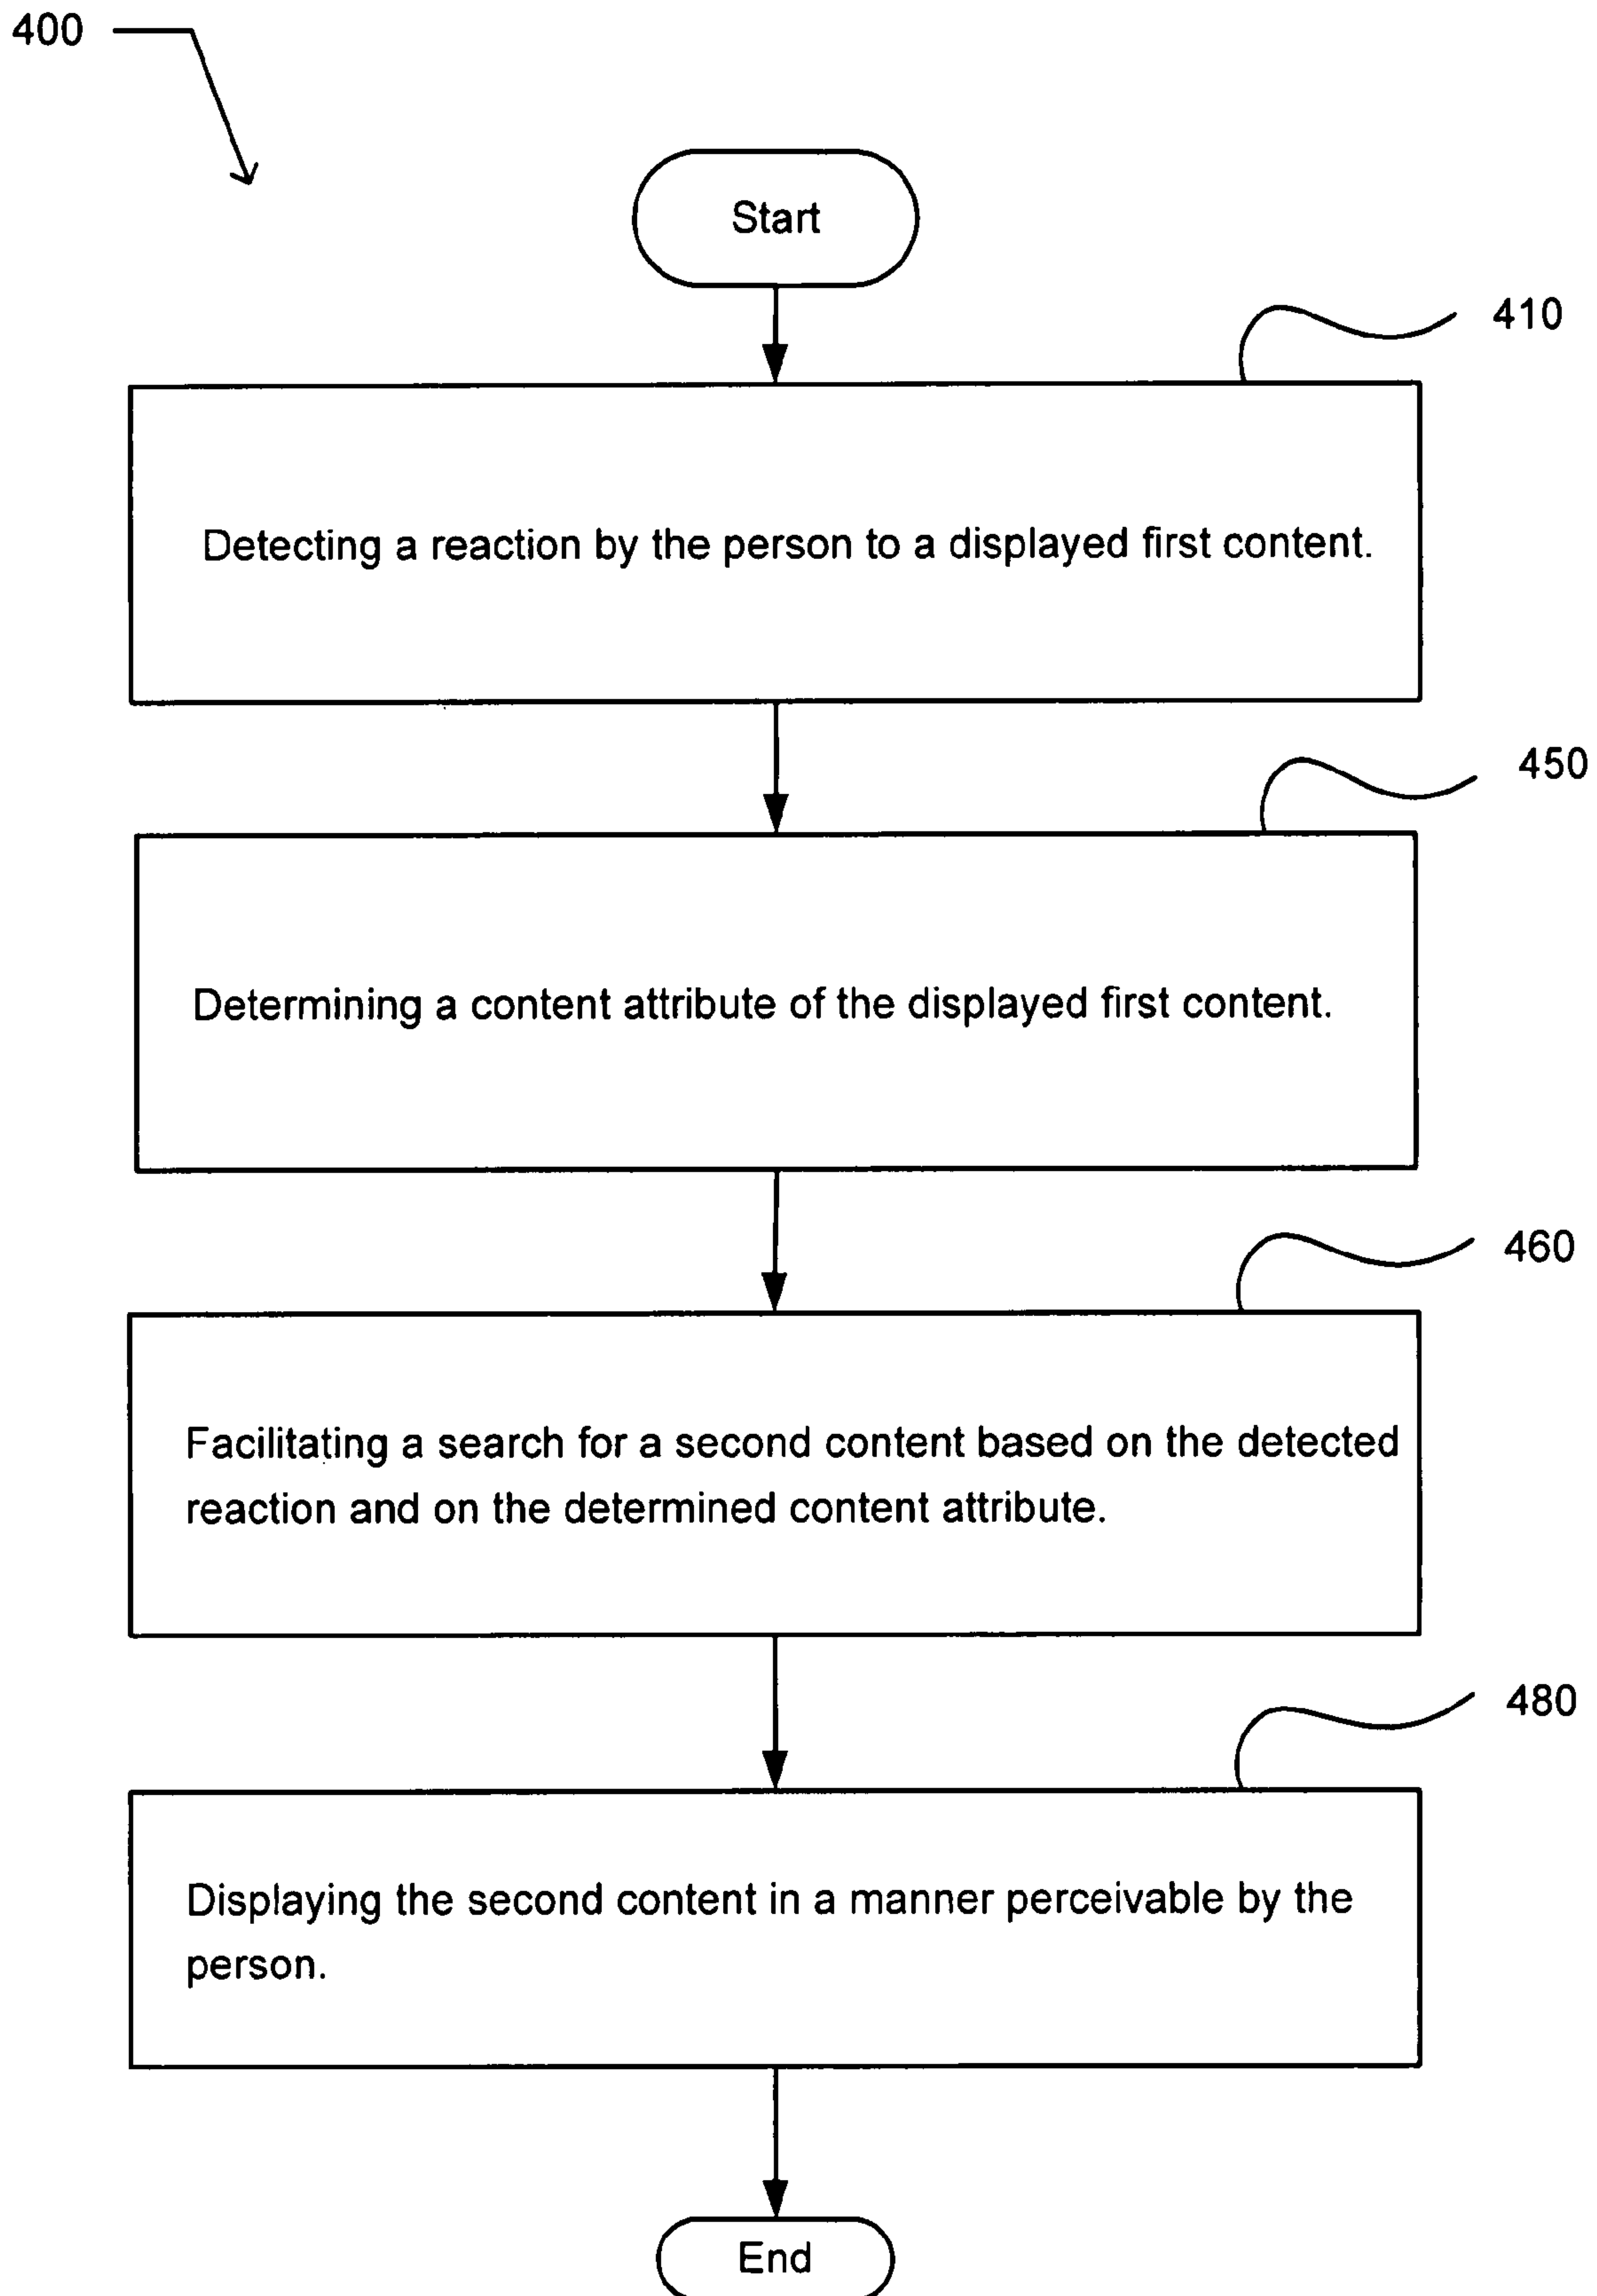 400
Start
410
Detecting a reaction by the person to a displayed first content.
450
Determining a content attribute of the displayed first content.
460
Facilitating a search for a second content based on the detected
reaction and on the determined content attribute.
480
Displaying the second content in a manner perceivable by the
person.
End